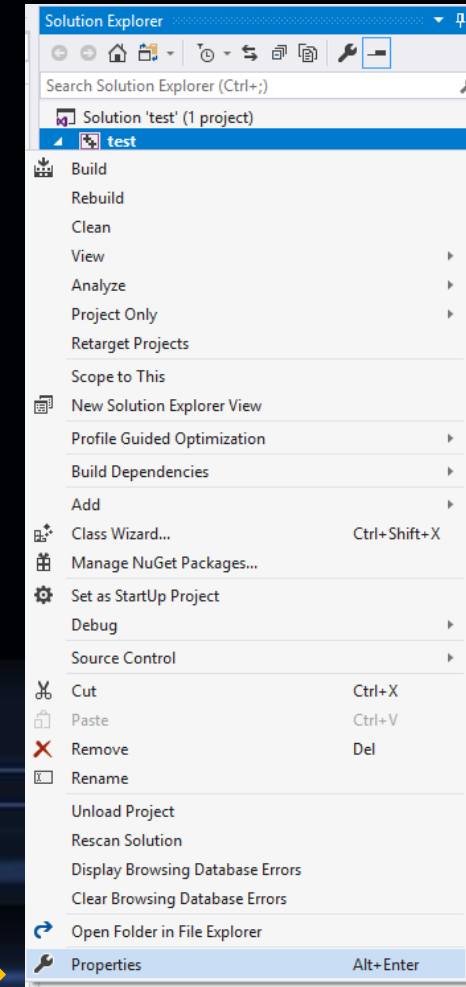 Solution Explorer
Search Solution Explorer (Ctrl+;)
Solution 'test' (1 project)
test
Build
Rebuild
Clean
View
Analyze
Project Only
Retarget Projects
Scope to This
New Solution Explorer View
Profile Guided Optimization
Build Dependencies
Add
Class Wizard... Ctrl+Shift+X
Manage NuGet Packages...
Set as StartUp Project
Debug
Source Control
Cut Ctrl+X
Paste Ctrl+V
Remove Del
Rename
Unload Project
Rescan Solution
Display Browsing Database Errors
Clear Browsing Database Errors
Open Folder in File Explorer
Properties Alt+Enter